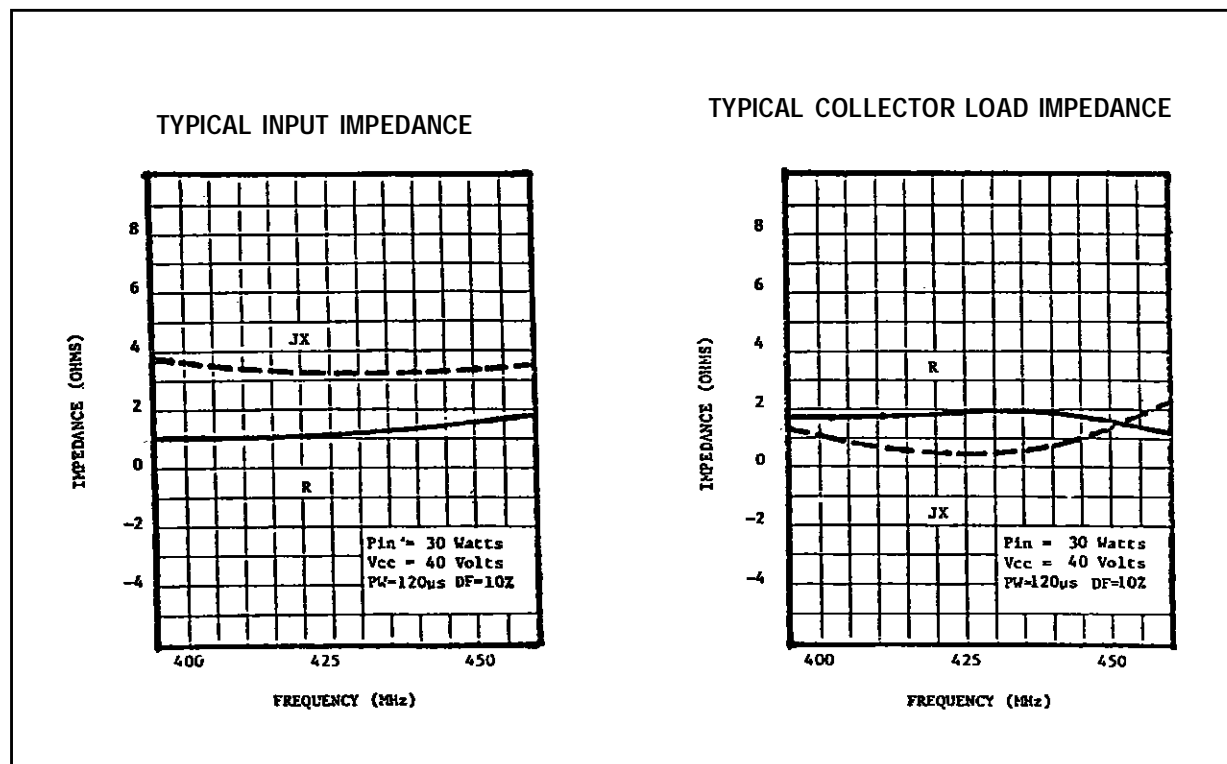 TYPICAL INPUT IMPEDANCE
IMPEDANCE (OHMS)
8
6
4
2
0
-2
-4
JX
R
Pin = 30 Watts
Vcc = 40 Volts
PW=120µs DF=10%
400 425 450
FREQUENCY (MHz)
TYPICAL COLLECTOR LOAD IMPEDANCE
IMPEDANCE (OHMS)
8
6
4
2
0
-2
-4
R
JX
Pin = 30 Watts
Vcc = 40 Volts
PW=120µs DF=10%
400 425 450
FREQUENCY (MHz)